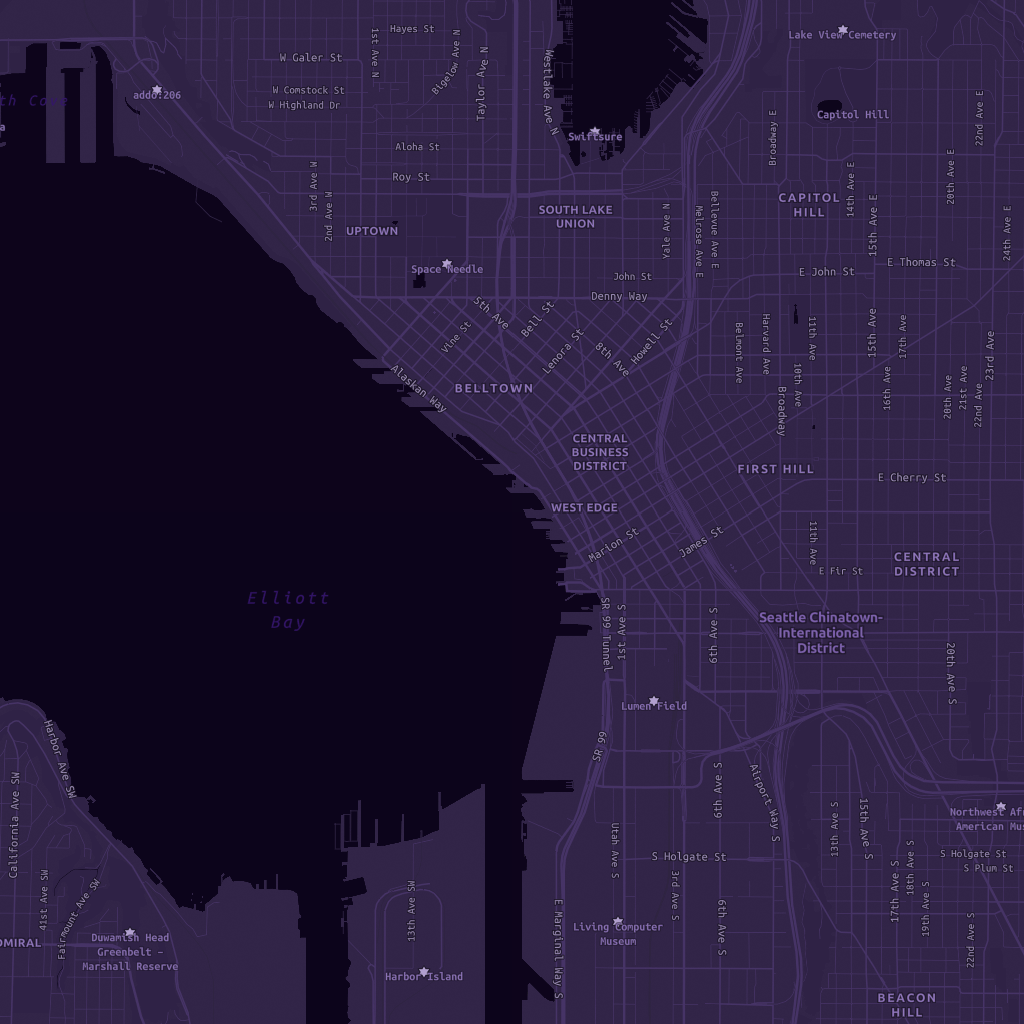 Hayes St
Lake View Cemetery
1st Ave N
W Galer St
Bigelow Ave N
Taylor Ave N
Westlake Ave N
W Comstock St
W Highland Dr
addo:206
Capitol Hill
22nd Ave E
Broadway E
Swiftsure
Aloha St
Roy St
3rd Ave N
2nd Ave N
14th Ave E
20th Ave E
CAPITOL
HILL
SOUTH LAKE
UNION
UPTOWN
Yale Ave N
Melrose Ave E
Bellevue Ave E
15th Ave E
24th Ave E
Space Needle
John St
E John St
E Thomas St
Denny Way
5th Ave
Bell St
Vine St
Lenora St
8th Ave
Howell St
Belmont Ave
Harvard Ave
11th Ave
10th Ave
15th Ave
17th Ave
23rd Ave
Alaskan Way
BELLTOWN
Broadway
16th Ave
20th Ave
21st Ave
22nd Ave
CENTRAL
BUSINESS
DISTRICT
FIRST HILL
E Cherry St
WEST EDGE
Marion St
James St
11th Ave
E Fir St
CENTRAL
DISTRICT
Elliott
Bay
SR 99 Tunnel
1st Ave S
6th Ave S
Seattle Chinatown-
International
District
20th Ave S
Lumen Field
Harbor Ave SW
SR 99
California Ave SW
6th Ave S
Airport Way S
13th Ave S
15th Ave S
Northwest Af
American Mus
Utah Ave S
S Holgate St
S Holgate St
S Plum St
41st Ave SW
Fairmount Ave SW
13th Ave SW
3rd Ave S
17th Ave S
18th Ave S
19th Ave S
E Marginal Way S
6th Ave S
22nd Ave S
Living Computer
Museum
DMIRAL
Duwamish Head
Greenbelt -
Marshall Reserve
Harbor Island
BEACON
HILL